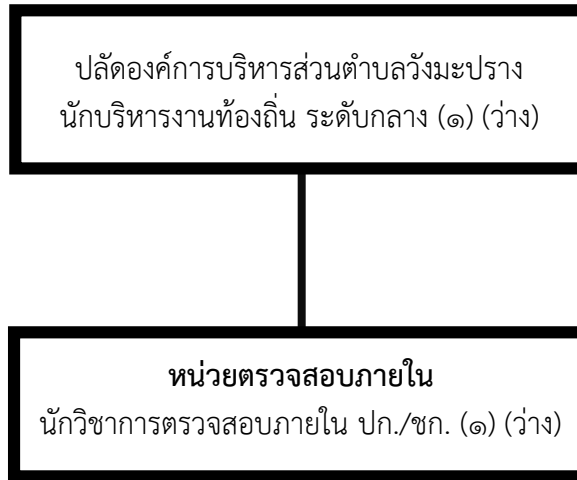 ปลัดองค์การบริหารส่วนตำบลวังมะปราง
นักบริหารงานท้องถิ่น ระดับกลาง (๑) (ว่าง)
หน่วยตรวจสอบภายใน
นักวิชาการตรวจสอบภายใน ปก./ชก. (๑) (ว่าง)